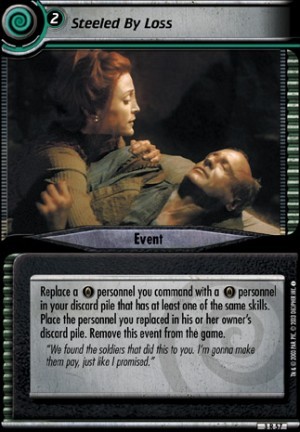 2
Steeled By Loss
Event
Replace a personnel you command with a personnel
in your discard pile that has at least one of the same skills.
Place the personnel you replaced in his or her owner's
discard pile. Remove this event from the game.
"We found the soldiers that did this to you. I'm gonna make
them pay, just like I promised."
3 R 57